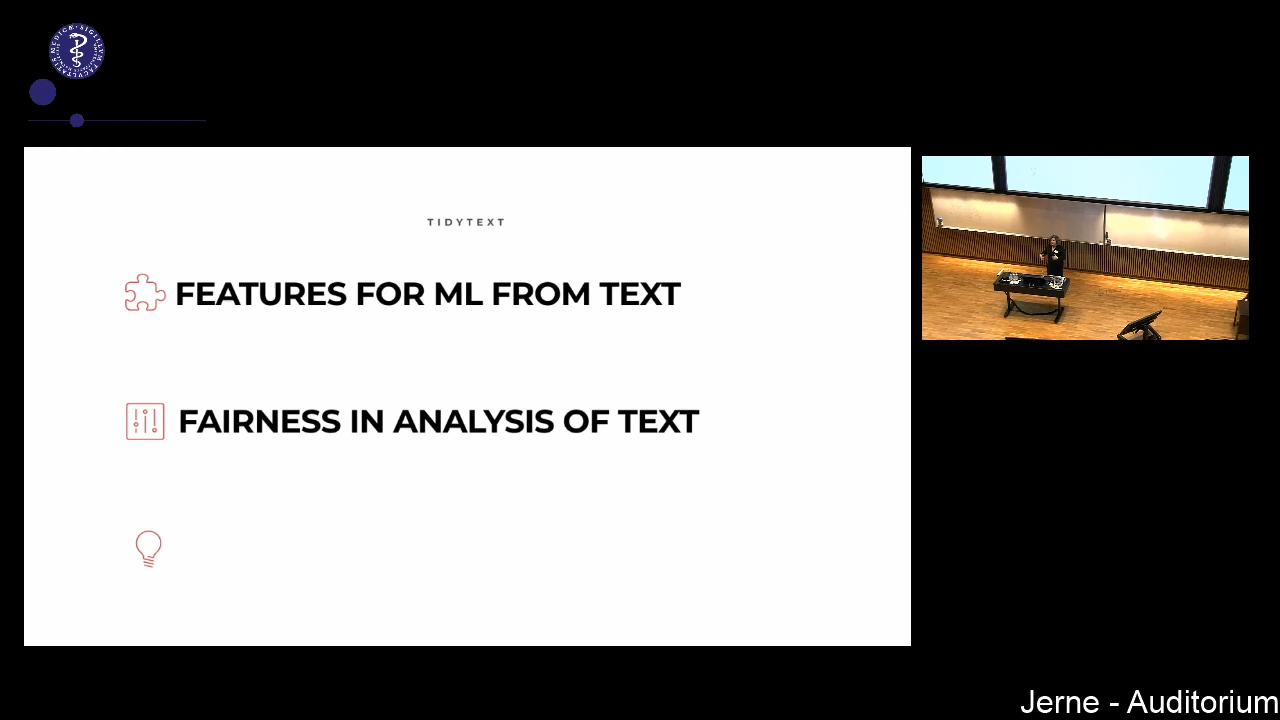 TIDYTEXT
FEATURES FOR ML FROM TEXT
FAIRNESS IN ANALYSIS OF TEXT
Jerne - Auditorium